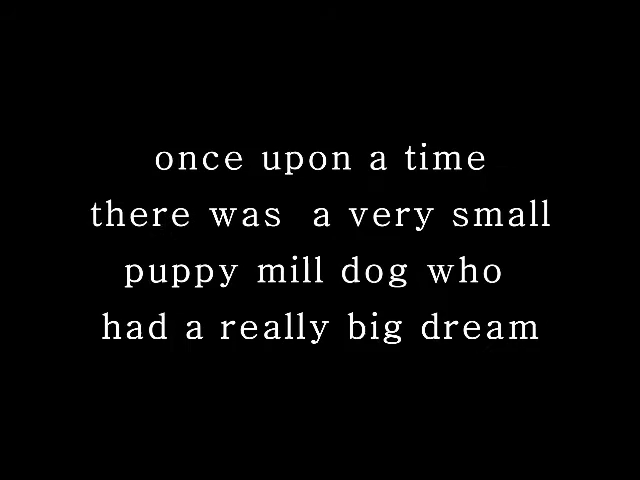 once upon a time
there was a very small
puppy mill dog who
had a really big dream